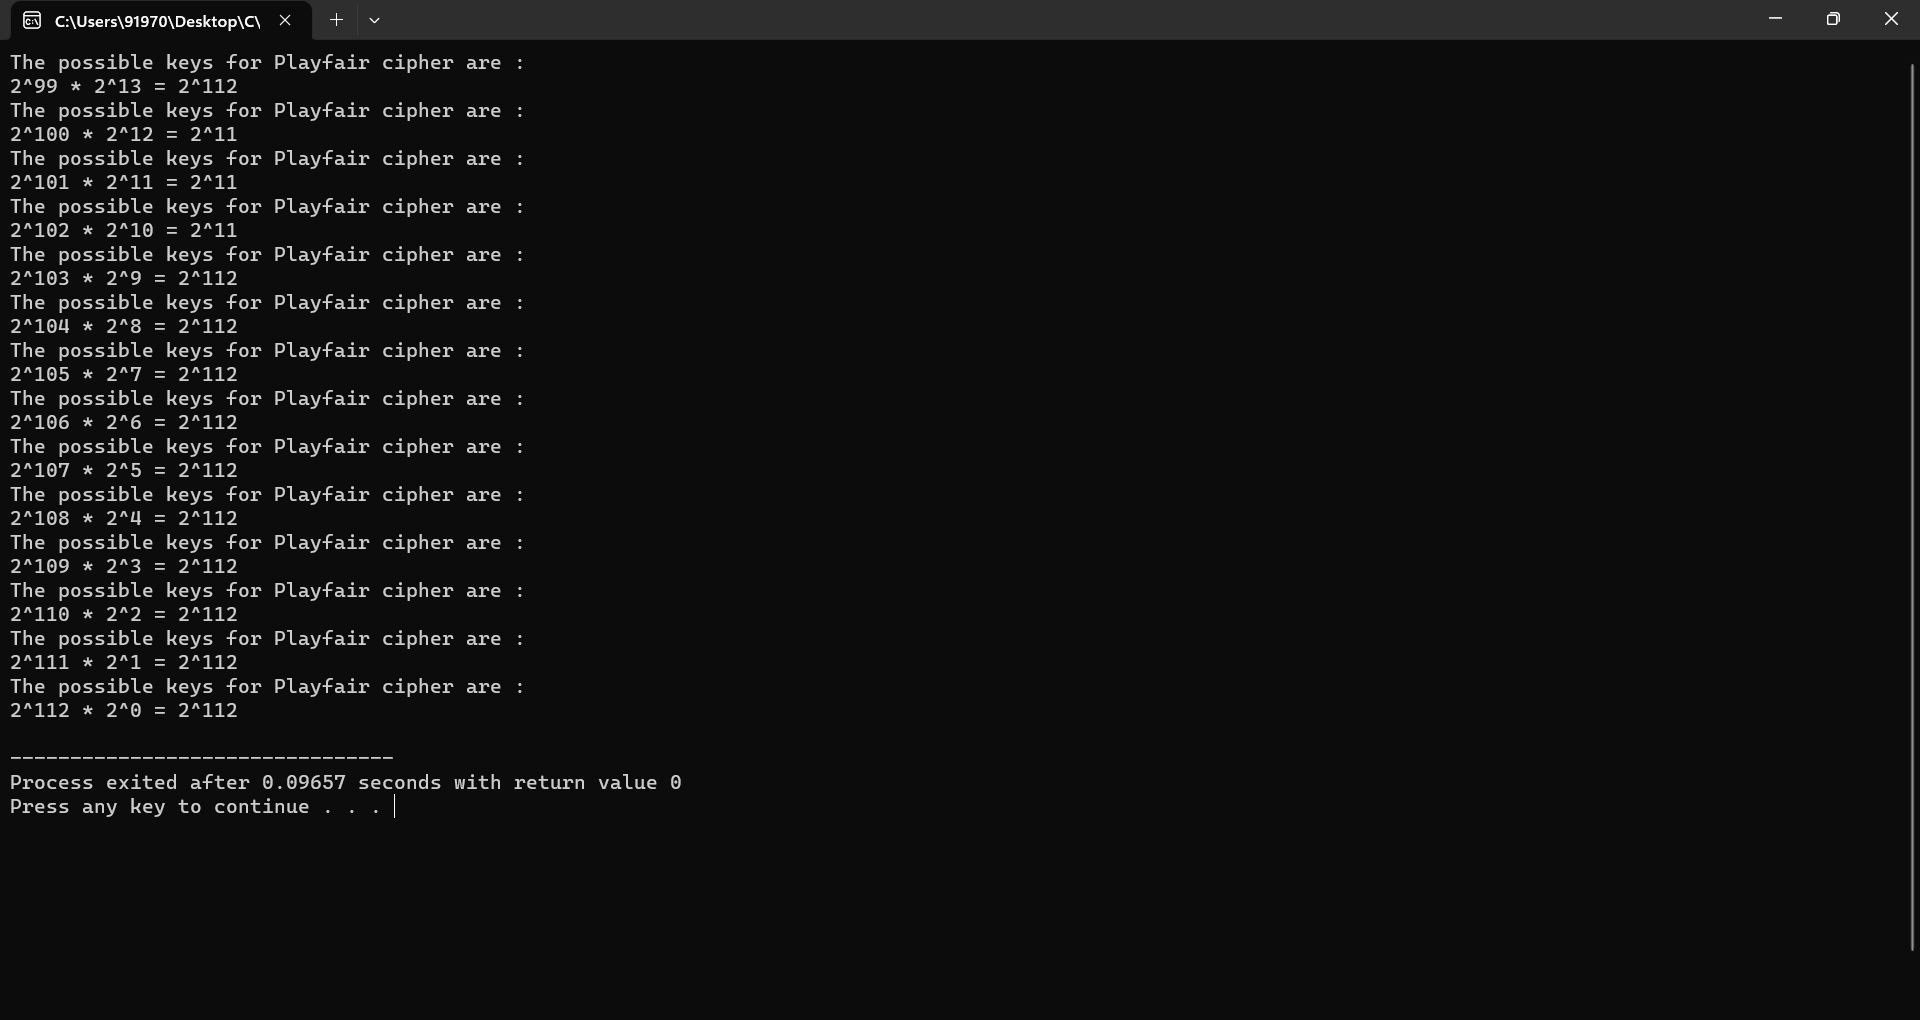 C:\Users\91970\Desktop\C\
The possible keys for Playfair cipher are :
2^99 * 2^13 = 2^112
The possible keys for Playfair cipher are :
2^100 * 2^12 = 2^11
The possible keys for Playfair cipher are :
2^101 * 2^11 = 2^11
The possible keys for Playfair cipher are :
2^102 * 2^10 = 2^11
The possible keys for Playfair cipher are :
2^103 * 2^9 = 2^112
The possible keys for Playfair cipher are :
2^104 * 2^8 = 2^112
The possible keys for Playfair cipher are :
2^105 * 2^7 = 2^112
The possible keys for Playfair cipher are :
2^106 * 2^6 = 2^112
The possible keys for Playfair cipher are :
2^107 * 2^5 = 2^112
The possible keys for Playfair cipher are :
2^108 * 2^4 = 2^112
The possible keys for Playfair cipher are :
2^109 * 2^3 = 2^112
The possible keys for Playfair cipher are :
2^110 * 2^2 = 2^112
The possible keys for Playfair cipher are :
2^111 * 2^1 = 2^112
The possible keys for Playfair cipher are :
2^112 * 2^0 = 2^112
--------------------------------
Process exited after 0.09657 seconds with return value 0
Press any key to continue . . .